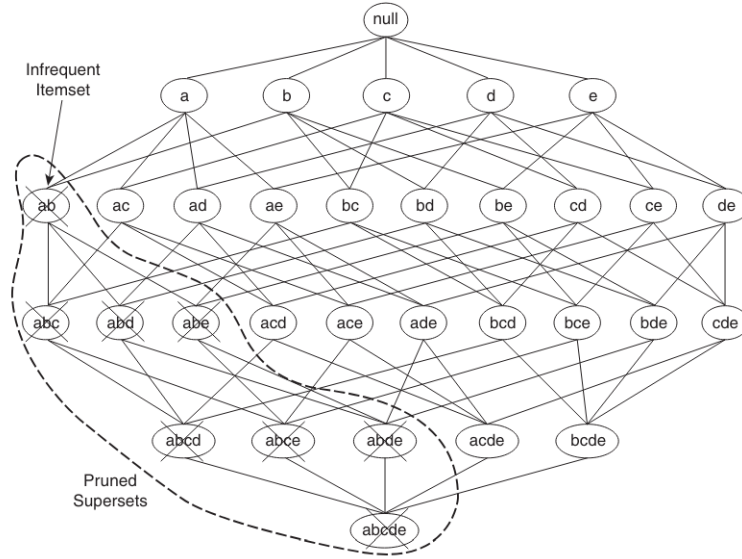 null
Infrequent
Itemset
a
b
c
d
e
ab
ac
ad
ae
bc
bd
be
cd
ce
de
abc
abd
abe
acd
ace
ade
bcd
bce
bde
cde
abcd
abce
abde
acde
bcde
Pruned
Supersets
abcde